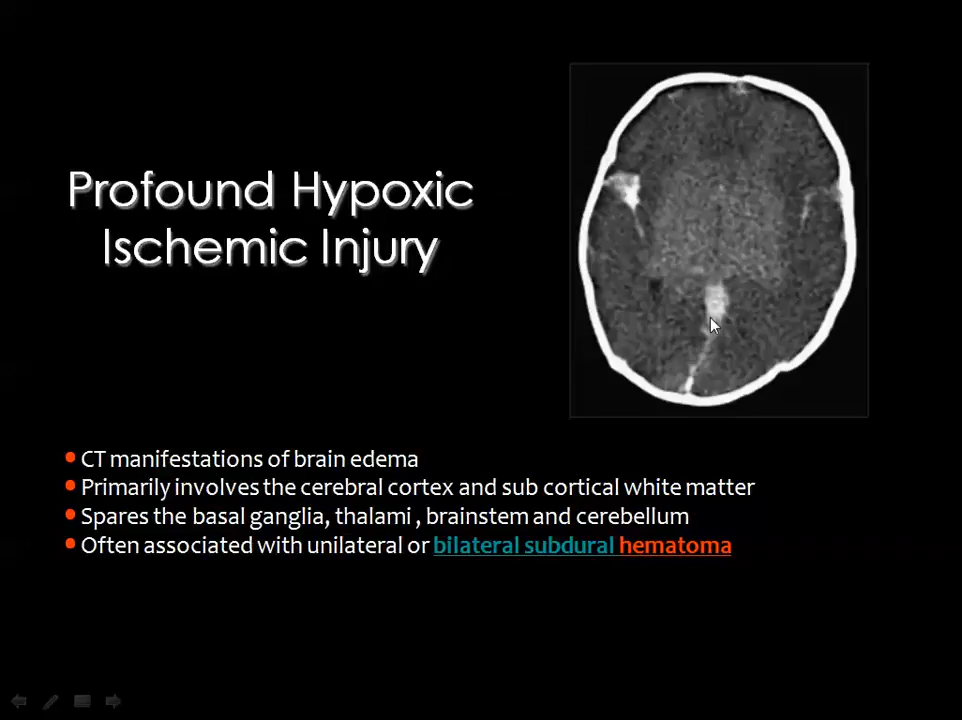 Profound Hypoxic
Ischemic Injury
CT manifestations of brain edema
Primarily involves the cerebral cortex and sub cortical white matter
Spares the basal ganglia, thalami , brainstem and cerebellum
Often associated with unilateral or bilateral subdural hematoma